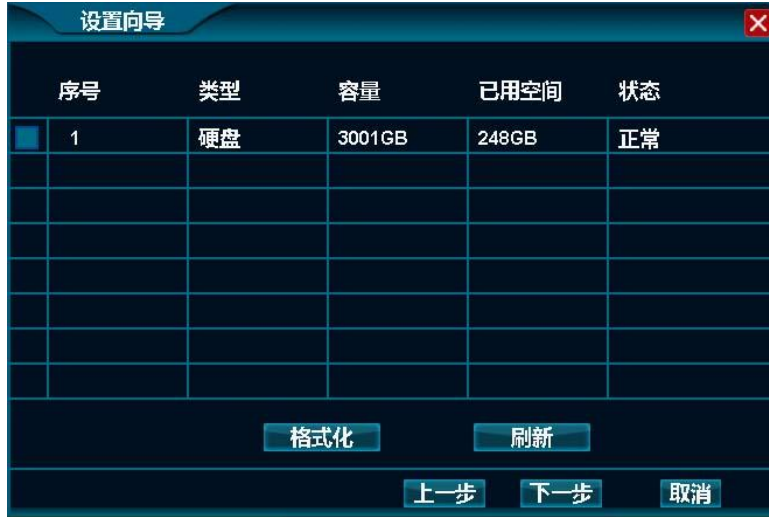 设置向导
序号 类型 容量 已用空间 状态
1 硬盘 3001GB 248GB 正常
格式化 刷新
上一步 下一步 取消